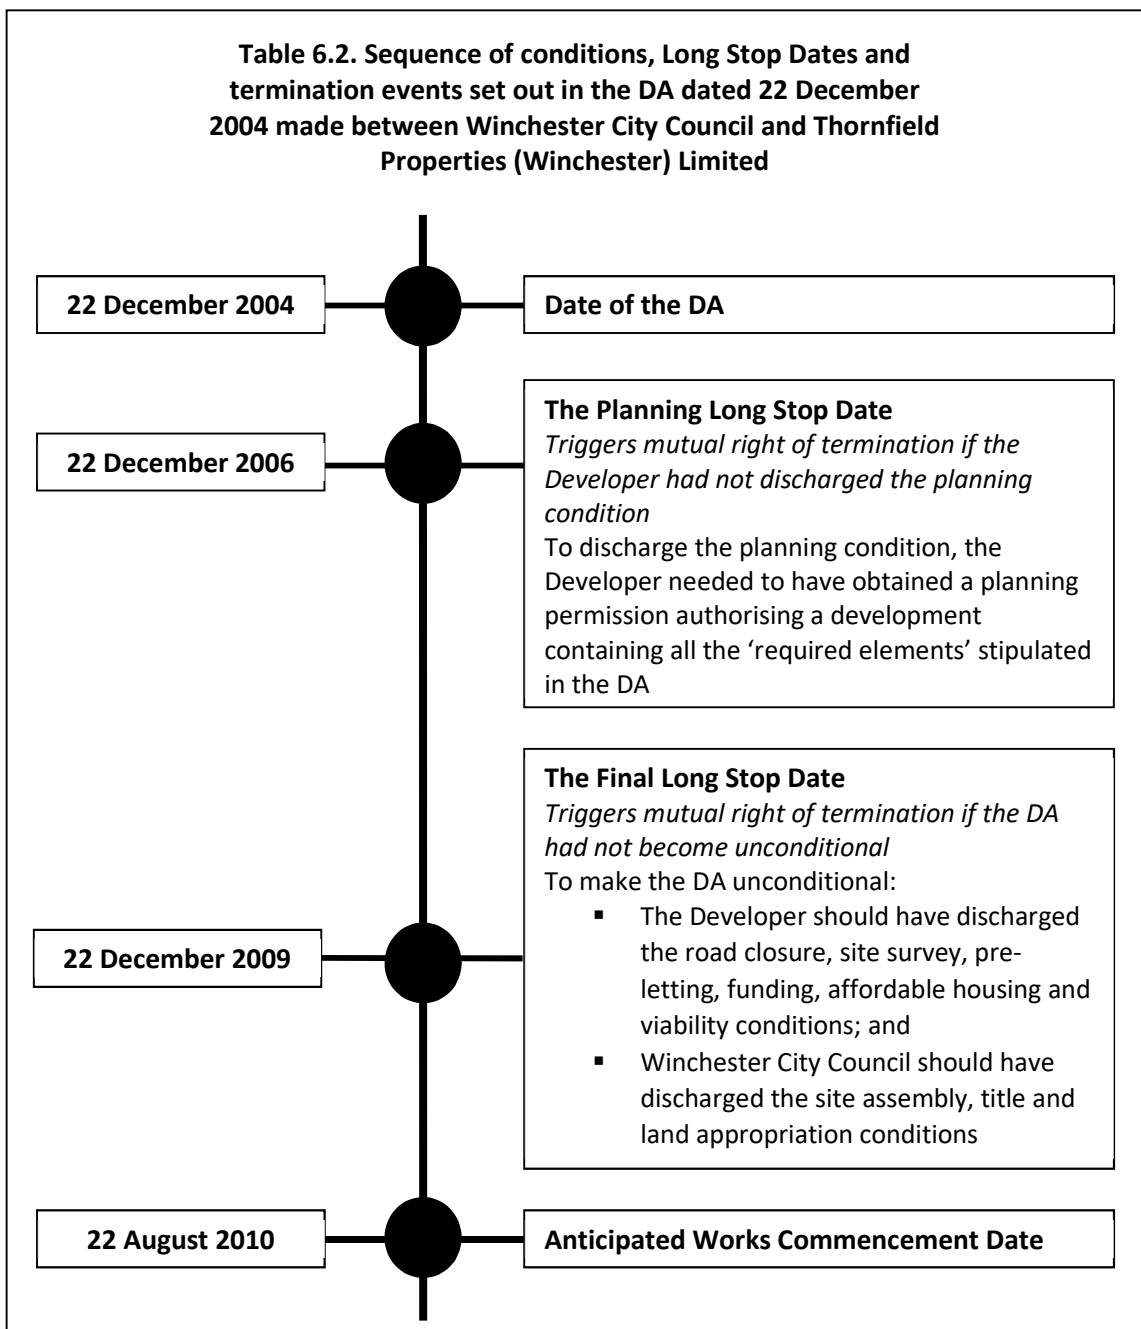 Table 6.2. Sequence of conditions, Long Stop Dates and
termination events set out in the DA dated 22 December
2004 made between Winchester City Council and Thornfield
Properties (Winchester) Limited
22 December 2004
Date of the DA
22 December 2006
The Planning Long Stop Date
Triggers mutual right of termination if the
Developer had not discharged the planning
condition
To discharge the planning condition, the
Developer needed to have obtained a planning
permission authorising a development
containing all the ‘required elements’ stipulated
in the DA
22 December 2009
The Final Long Stop Date
Triggers mutual right of termination if the DA
had not become unconditional
To make the DA unconditional:
▪ The Developer should have discharged
the road closure, site survey, pre-
letting, funding, affordable housing and
viability conditions; and
▪ Winchester City Council should have
discharged the site assembly, title and
land appropriation conditions
22 August 2010
Anticipated Works Commencement Date